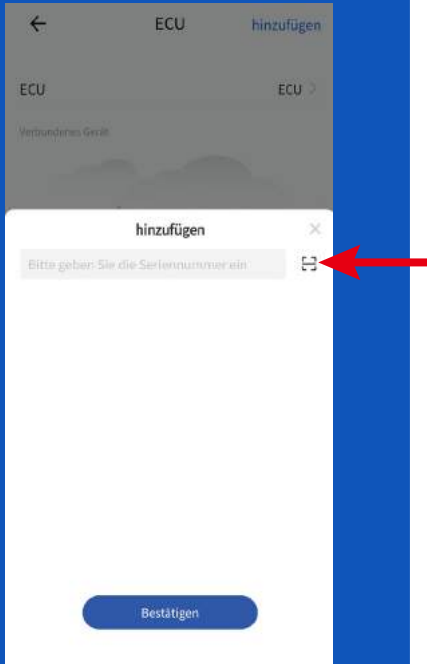 ECU hinzufügen
ECU ECU
Verbundenes Gerät
hinzufügen
Bitte geben Sie die Seriennummer ein
Bestätigen